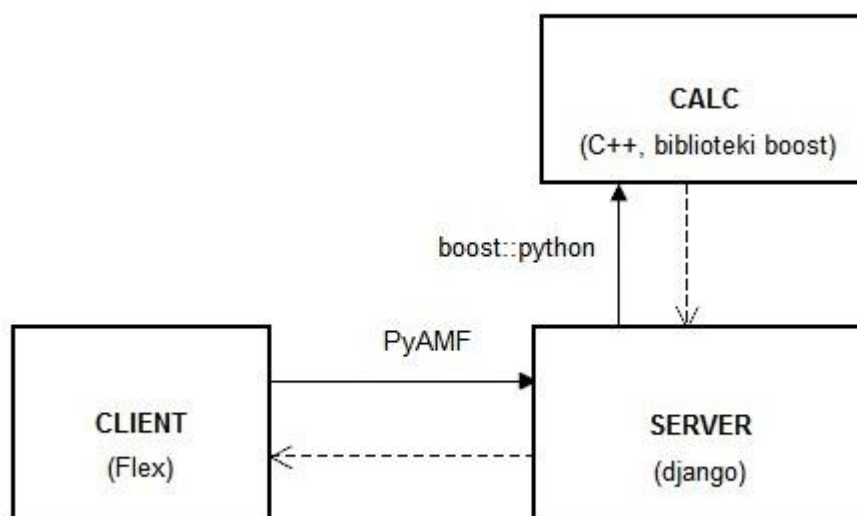 CALC
(C++, biblioteki boost)
boost::python
PyAMF
CLIENT
(Flex)
SERVER
(django)